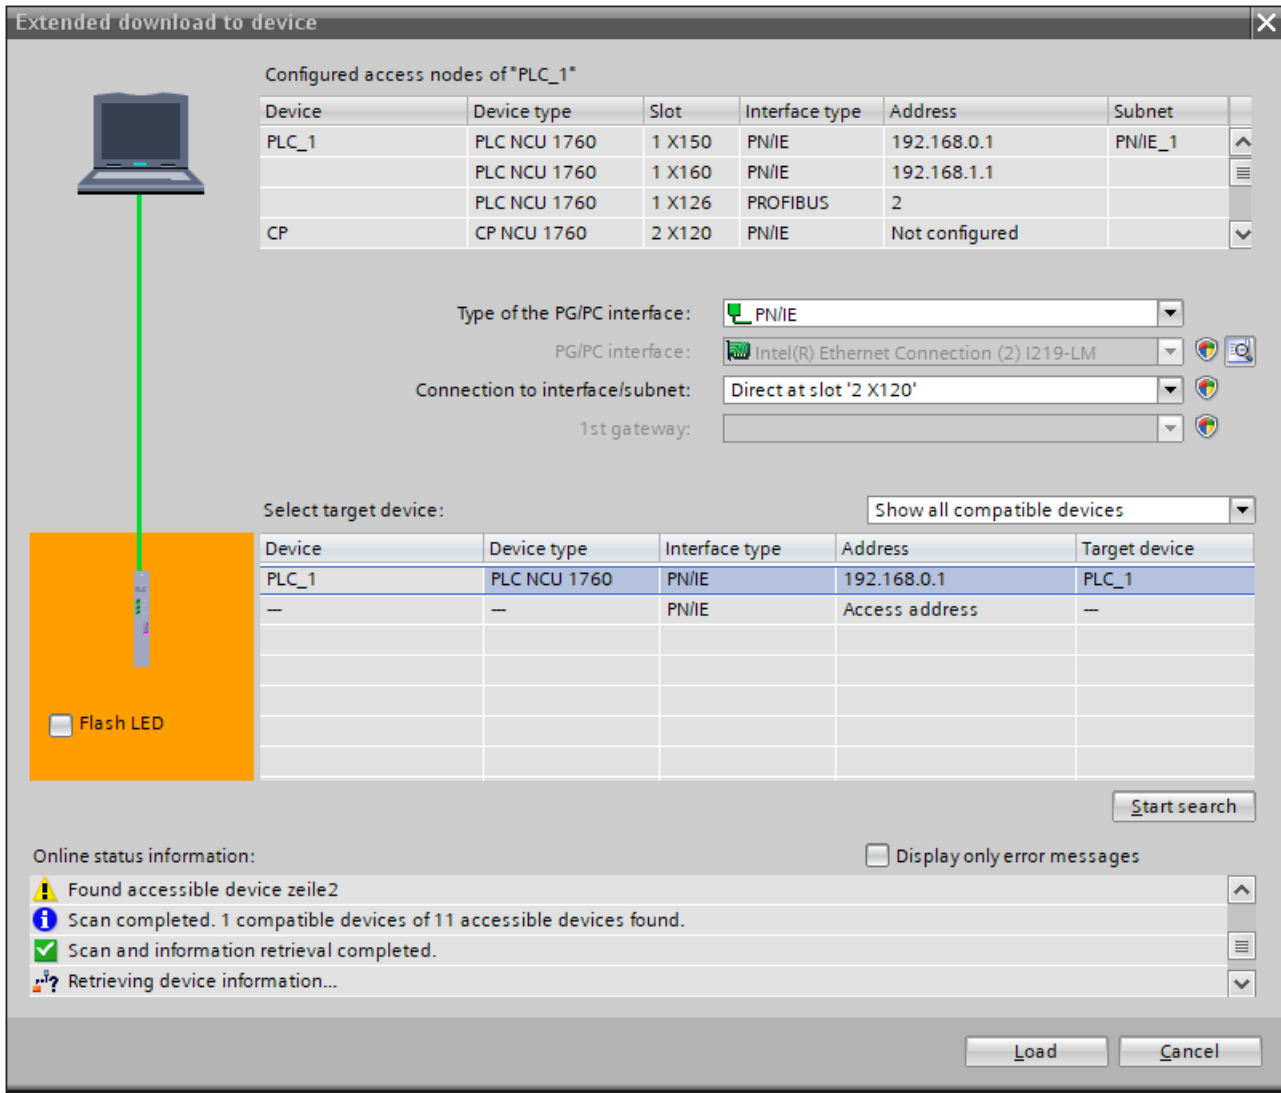 Extended download to device
Configured access nodes of "PLC_1"
Device Device type Slot Interface type Address Subnet
PLC_1 PLC NCU 1760 1 X150 PN/IE 192.168.0.1 PN/IE_1
PLC NCU 1760 1 X160 PN/IE 192.168.1.1
PLC NCU 1760 1 X126 PROFIBUS 2
CP CP NCU 1760 2 X120 PN/IE Not configured
Type of the PG/PC interface: PN/IE
PG/PC interface: Intel(R) Ethernet Connection (2) I219-LM
Connection to interface/subnet: Direct at slot '2 X120'
1st gateway:
Select target device: Show all compatible devices
Device Device type Interface type Address Target device
PLC_1 PLC NCU 1760 PN/IE 192.168.0.1 PLC_1
— — PN/IE Access address —
Flash LED
Start search
Online status information: Display only error messages
Found accessible device zeile2
Scan completed. 1 compatible devices of 11 accessible devices found.
Scan and information retrieval completed.
Retrieving device information...
Load Cancel